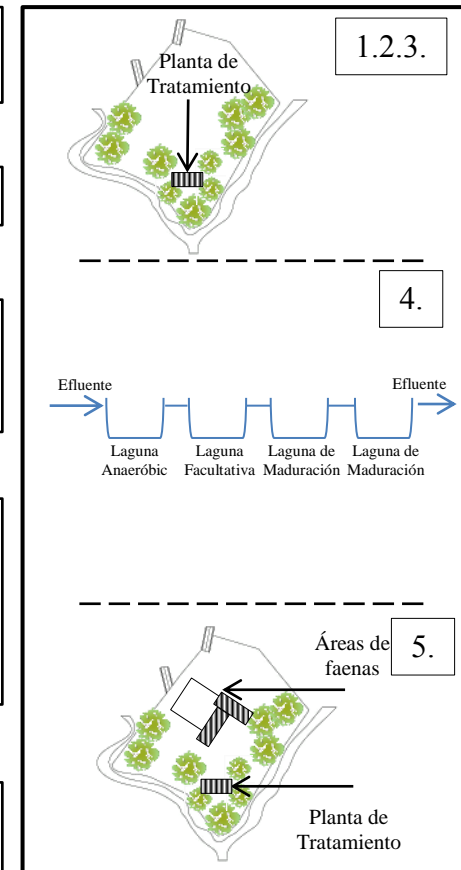 1.2.3.
Planta de
Tratamiento
4.
Efluente
Efluente
Laguna
Anaeróbic
Laguna
Facultativa
Laguna de
Maduración
Laguna de
Maduración
5.
Áreas de
faenas
Planta de
Tratamiento